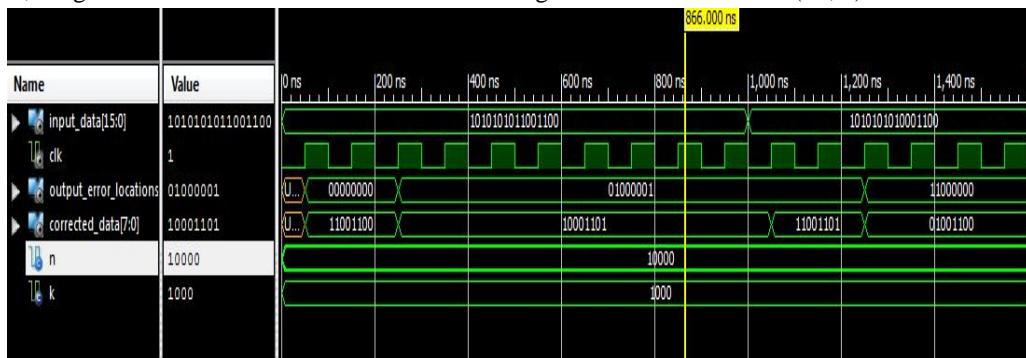 866.000 ns
Name Value 0 ns 200 ns 400 ns 600 ns 800 ns 1,000 ns 1,200 ns 1,400 ns
input_data[15:0] 1010101011001100 1010101011001100 1010101010001100
clk 1
output_error_locations 01000001 U... 00000000 01000001 11000000
corrected_data[7:0] 10001101 U... 11001100 10001101 11001101 01001100
n 10000 10000
k 1000 1000